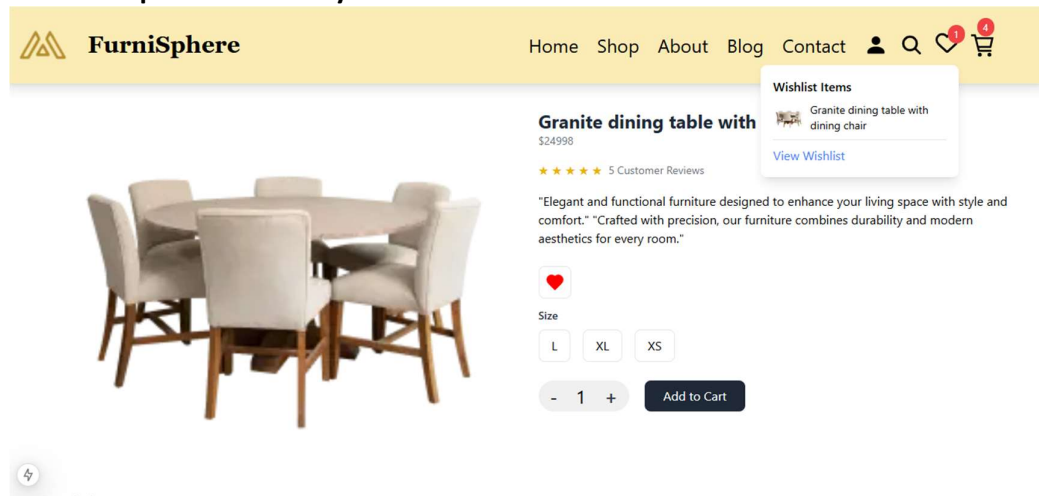 FurniSphere
Home Shop About Blog Contact
1
4
Wishlist Items
Granite dining table with
dining chair
View Wishlist
Granite dining table with
$24998
5 Customer Reviews
"Elegant and functional furniture designed to enhance your living space with style and
comfort." "Crafted with precision, our furniture combines durability and modern
aesthetics for every room."
Size
L XL XS
- 1 +
Add to Cart